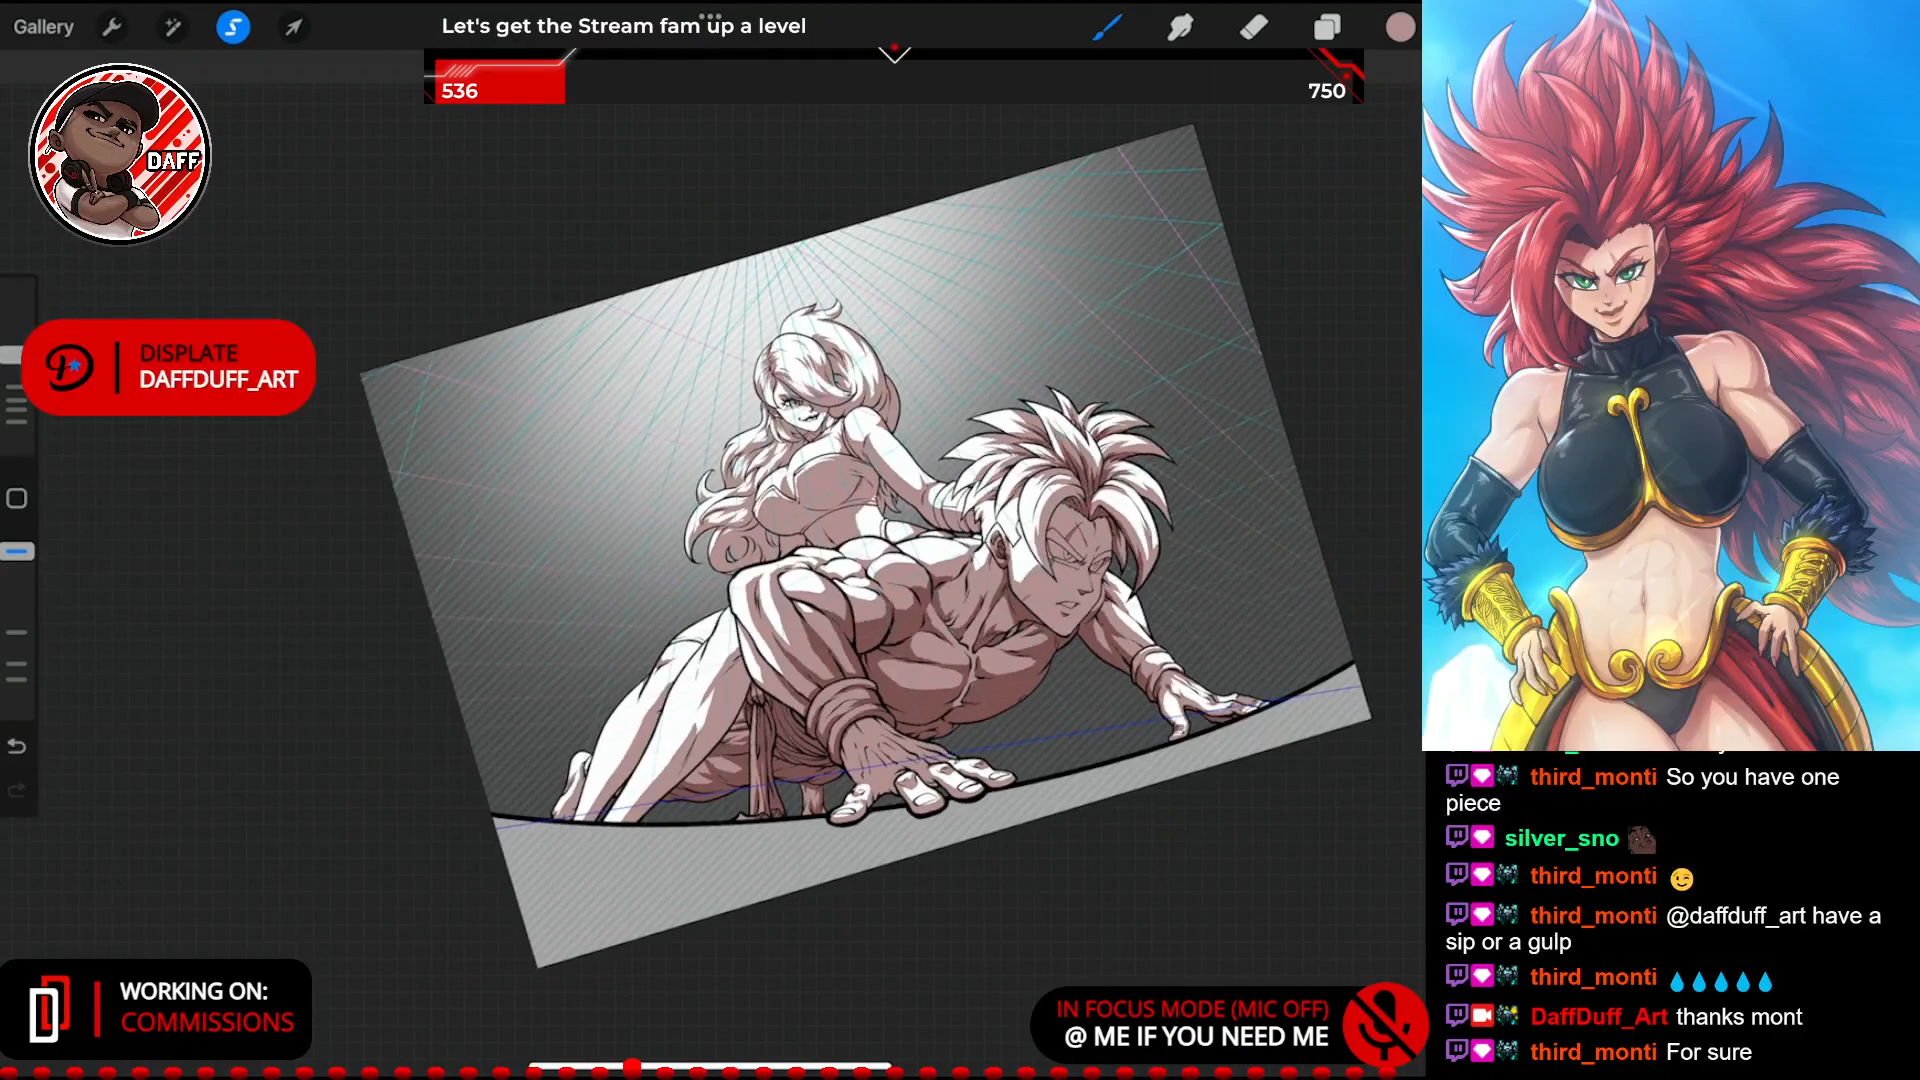 Gallery
Let's get the Stream fam up a level
536
750
DAFF
DISPLATE
DAFFDUFF_ART
WORKING ON:
COMMISSIONS
IN FOCUS MODE (MIC OFF)
@ ME IF YOU NEED ME
third_monti So you have one
piece
silver_sno
third_monti 😉
third_monti @daffduff_art have a
sip or a gulp
third_monti 💧💧💧💧💧
DaffDuff_Art thanks mont
third_monti For sure